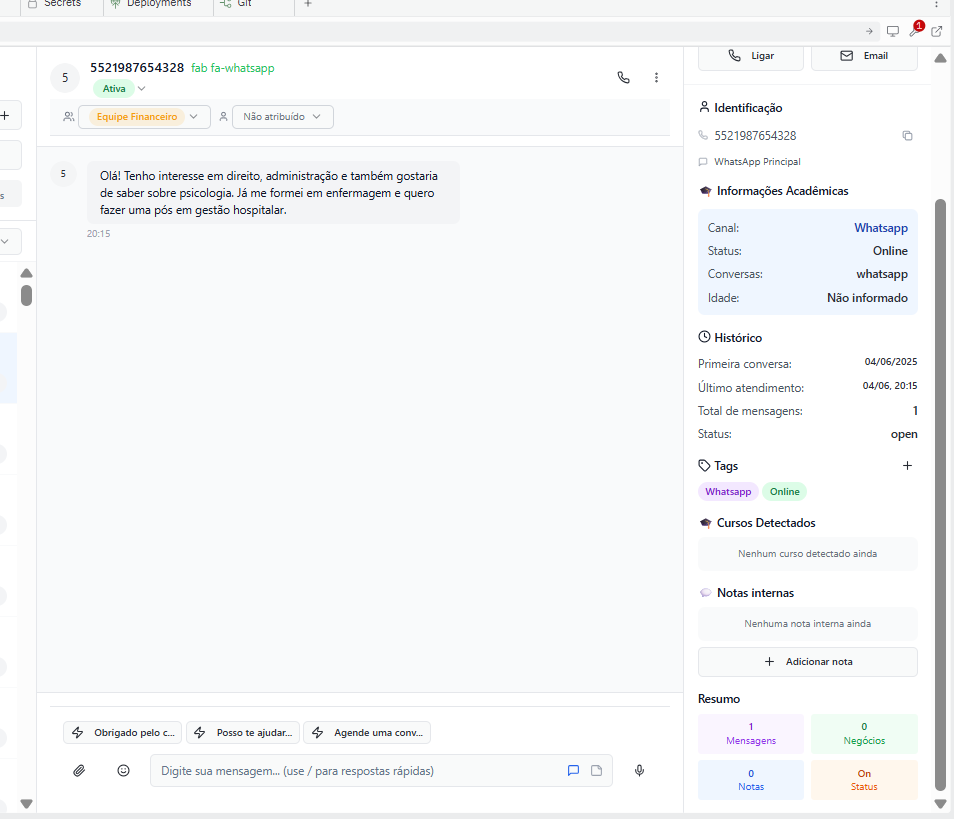 Secrets
Deployments
Git
1
5
5521987654328 fab fa-whatsapp
Ativa
Equipe Financeiro
Não atribuído
5
Olá! Tenho interesse em direito, administração e também gostaria
de saber sobre psicologia. Já me formei em enfermagem e quero
fazer uma pós em gestão hospitalar.
20:15
Obrigado pelo c...
Posso te ajudar...
Agende uma conv...
Digite sua mensagem... (use / para respostas rápidas)
Ligar
Email
Identificação
5521987654328
WhatsApp Principal
Informações Acadêmicas
Canal: Whatsapp
Status: Online
Conversas: whatsapp
Idade: Não informado
Histórico
Primeira conversa: 04/06/2025
Último atendimento: 04/06, 20:15
Total de mensagens: 1
Status: open
Tags
Whatsapp Online
Cursos Detectados
Nenhum curso detectado ainda
Notas internas
Nenhuma nota interna ainda
Adicionar nota
Resumo
1
Mensagens
0
Negócios
0
Notas
On
Status